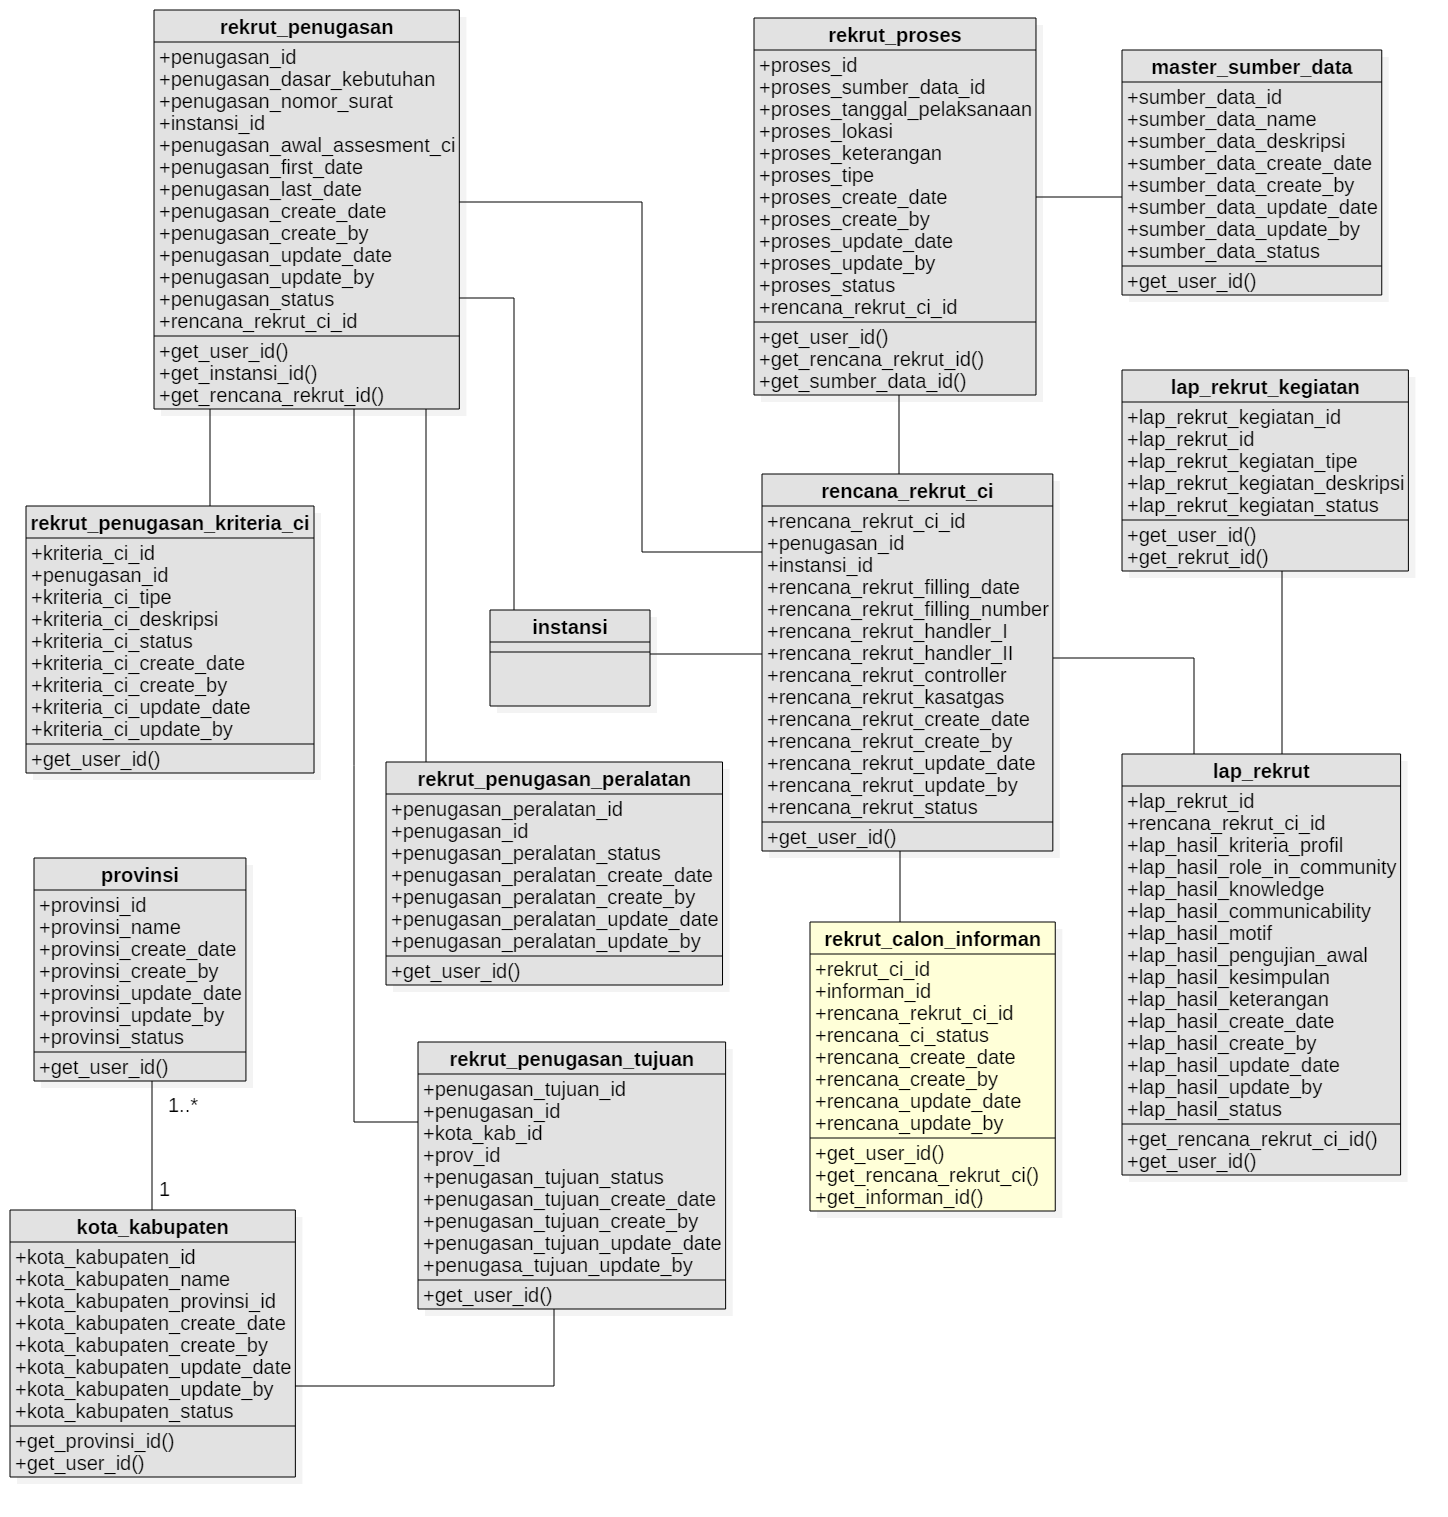 rekrut_penugasan
+penugasan_id
+penugasan_dasar_kebutuhan
+penugasan_nomor_surat
+instansi_id
+penugasan_awal_assesment_ci
+penugasan_first_date
+penugasan_last_date
+penugasan_create_date
+penugasan_create_by
+penugasan_update_date
+penugasan_update_by
+penugasan_status
+rencana_rekrut_ci_id
+get_user_id()
+get_instansi_id()
+get_rencana_rekrut_id()
rekrut_proses
+proses_id
+proses_sumber_data_id
+proses_tanggal_pelaksanaan
+proses_lokasi
+proses_keterangan
+proses_tipe
+proses_create_date
+proses_create_by
+proses_update_date
+proses_update_by
+proses_status
+rencana_rekrut_ci_id
+get_user_id()
+get_rencana_rekrut_id()
+get_sumber_data_id()
master_sumber_data
+sumber_data_id
+sumber_data_name
+sumber_data_deskripsi
+sumber_data_create_date
+sumber_data_create_by
+sumber_data_update_date
+sumber_data_update_by
+sumber_data_status
+get_user_id()
lap_rekrut_kegiatan
+lap_rekrut_kegiatan_id
+lap_rekrut_id
+lap_rekrut_kegiatan_tipe
+lap_rekrut_kegiatan_deskripsi
+lap_rekrut_kegiatan_status
+get_user_id()
+get_rekrut_id()
rekrut_penugasan_kriteria_ci
+kriteria_ci_id
+penugasan_id
+kriteria_ci_tipe
+kriteria_ci_deskripsi
+kriteria_ci_status
+kriteria_ci_create_date
+kriteria_ci_create_by
+kriteria_ci_update_date
+kriteria_ci_update_by
+get_user_id()
instansi
rencana_rekrut_ci
+rencana_rekrut_ci_id
+penugasan_id
+instansi_id
+rencana_rekrut_filling_date
+rencana_rekrut_filling_number
+rencana_rekrut_handler_I
+rencana_rekrut_handler_II
+rencana_rekrut_controller
+rencana_rekrut_kasatgas
+rencana_rekrut_create_date
+rencana_rekrut_create_by
+rencana_rekrut_update_date
+rencana_rekrut_update_by
+rencana_rekrut_status
+get_user_id()
rekrut_penugasan_peralatan
+penugasan_peralatan_id
+penugasan_id
+penugasan_peralatan_status
+penugasan_peralatan_create_date
+penugasan_peralatan_create_by
+penugasan_peralatan_update_date
+penugasan_peralatan_update_by
+get_user_id()
lap_rekrut
+lap_rekrut_id
+rencana_rekrut_ci_id
+lap_hasil_kriteria_profil
+lap_hasil_role_in_community
+lap_hasil_knowledge
+lap_hasil_communicability
+lap_hasil_motif
+lap_hasil_pengujian_awal
+lap_hasil_kesimpulan
+lap_hasil_keterangan
+lap_hasil_create_date
+lap_hasil_create_by
+lap_hasil_update_date
+lap_hasil_update_by
+lap_hasil_status
+get_rencana_rekrut_ci_id()
+get_user_id()
provinsi
+provinsi_id
+provinsi_name
+provinsi_create_date
+provinsi_create_by
+provinsi_update_date
+provinsi_update_by
+provinsi_status
+get_user_id()
1..*
1
rekrut_calon_informan
+rekrut_ci_id
+informan_id
+rencana_rekrut_ci_id
+rencana_ci_status
+rencana_create_date
+rencana_create_by
+rencana_update_date
+rencana_update_by
+get_user_id()
+get_rencana_rekrut_ci()
+get_informan_id()
rekrut_penugasan_tujuan
+penugasan_tujuan_id
+penugasan_id
+kota_kab_id
+prov_id
+penugasan_tujuan_status
+penugasan_tujuan_create_date
+penugasan_tujuan_create_by
+penugasan_tujuan_update_date
+penugasa_tujuan_update_by
+get_user_id()
kota_kabupaten
+kota_kabupaten_id
+kota_kabupaten_name
+kota_kabupaten_provinsi_id
+kota_kabupaten_create_date
+kota_kabupaten_create_by
+kota_kabupaten_update_date
+kota_kabupaten_update_by
+kota_kabupaten_status
+get_provinsi_id()
+get_user_id()